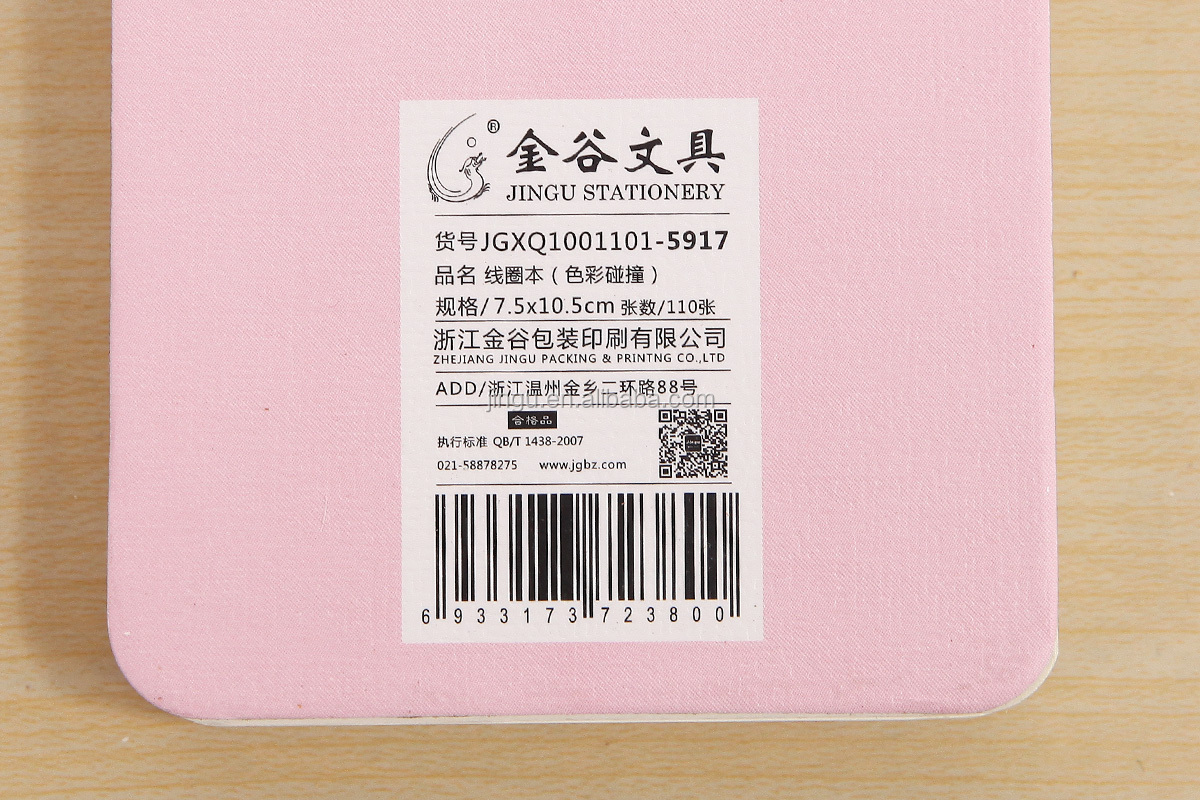 ®
金谷文具
JINGU STATIONERY
货号JGXQ1001101-5917
品名 线圈本（色彩碰撞）
规格/7.5x10.5cm 张数/110张
浙江金谷包装印刷有限公司
ZHEJIANG JINGU PACKING & PRINTNG CO.,LTD
ADD/浙江温州金乡二环路88号
jingu.en.alibaba.com
合格品
执行标准 QB/T 1438-2007
021-58878275 www.jgbz.com
6 933173 723800